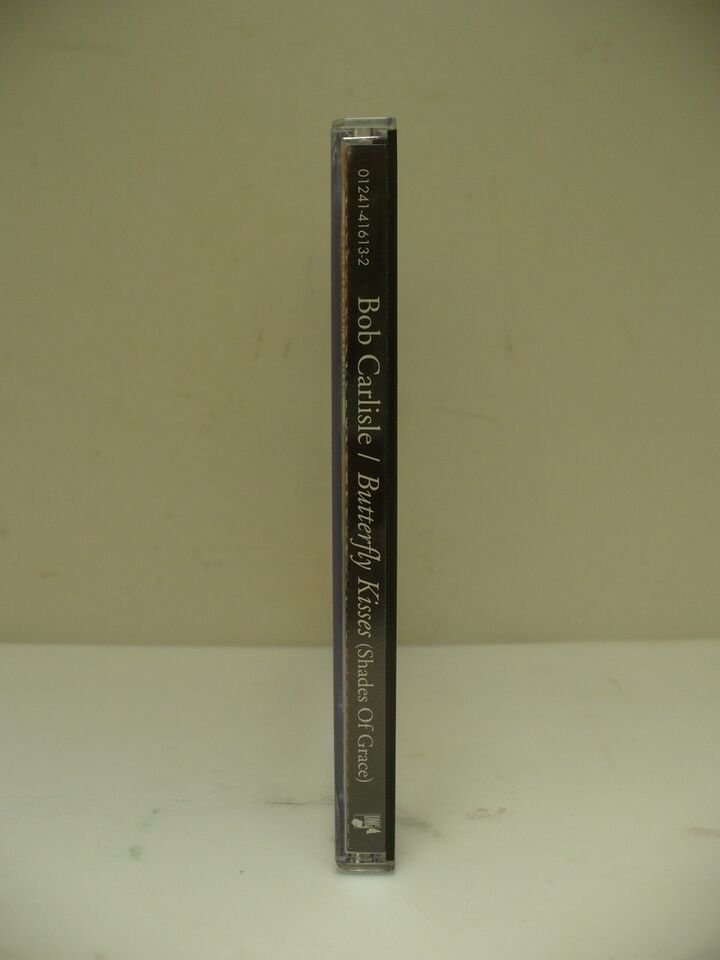 01241-41613-2 Bob Carlisle / Butterfly Kisses (Shades Of Grace)